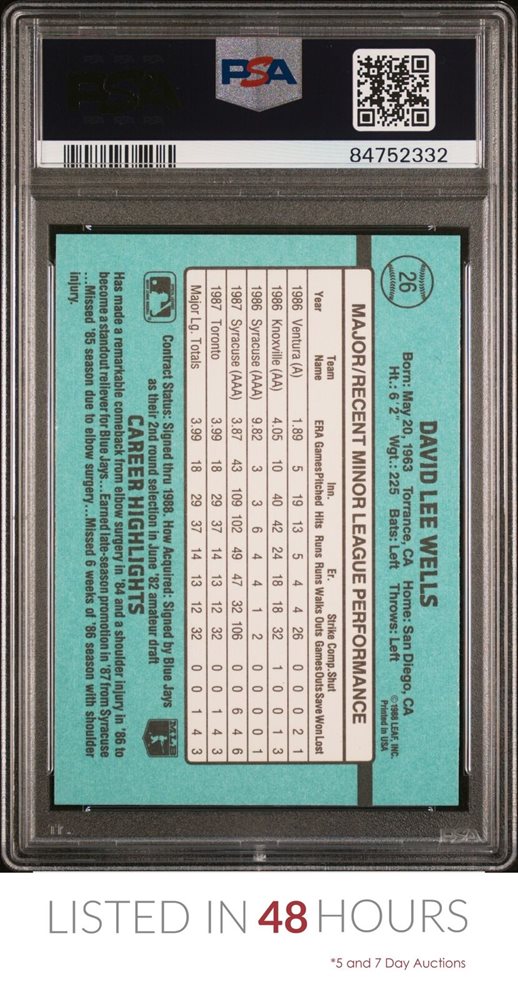 PSA
84752332
26
DAVID LEE WELLS
Born: May 20, 1963 Torrance, CA Home: San Diego, CA
Ht.: 6'2" Wgt.: 225 Bats: Left Throws: Left
© 1988 LEAF, INC.
Printed in USA
MAJOR/RECENT MINOR LEAGUE PERFORMANCE
Team Inn. Er. Strike Comp. Shut
Year Name ERA Games Pitched Hits Runs Runs Walks Outs Games Outs Save Won Lost
1986 Ventura (A) 1.89 5 19 13 5 4 4 26 0 0 0 2 1
1986 Knoxville (AA) 4.05 10 40 42 24 18 18 32 1 0 0 1 3
1986 Syracuse (AAA) 9.82 3 3 6 4 4 1 2 0 0 0 0 1
1987 Syracuse (AAA) 3.87 43 109 102 49 47 32 106 0 0 6 4 6
1987 Toronto 3.99 18 29 37 14 13 12 32 0 0 1 4 3
Major Lg. Totals 3.99 18 29 37 14 13 12 32 0 0 1 4 3
Contract Status: Signed thru 1988. How Acquired: Signed by Blue Jays
as their 2nd round selection in June '82 amateur draft
MLB
CAREER HIGHLIGHTS
Has made a remarkable comeback from elbow surgery in '84 and a shoulder injury in '86 to
become a standout reliever for Blue Jays...Earned late-season promotion in '87 from Syracuse
...Missed '85 season due to elbow surgery...Missed 6 weeks of '86 season with shoulder
injury.
PSA
LISTED IN 48 HOURS
*5 and 7 Day Auctions